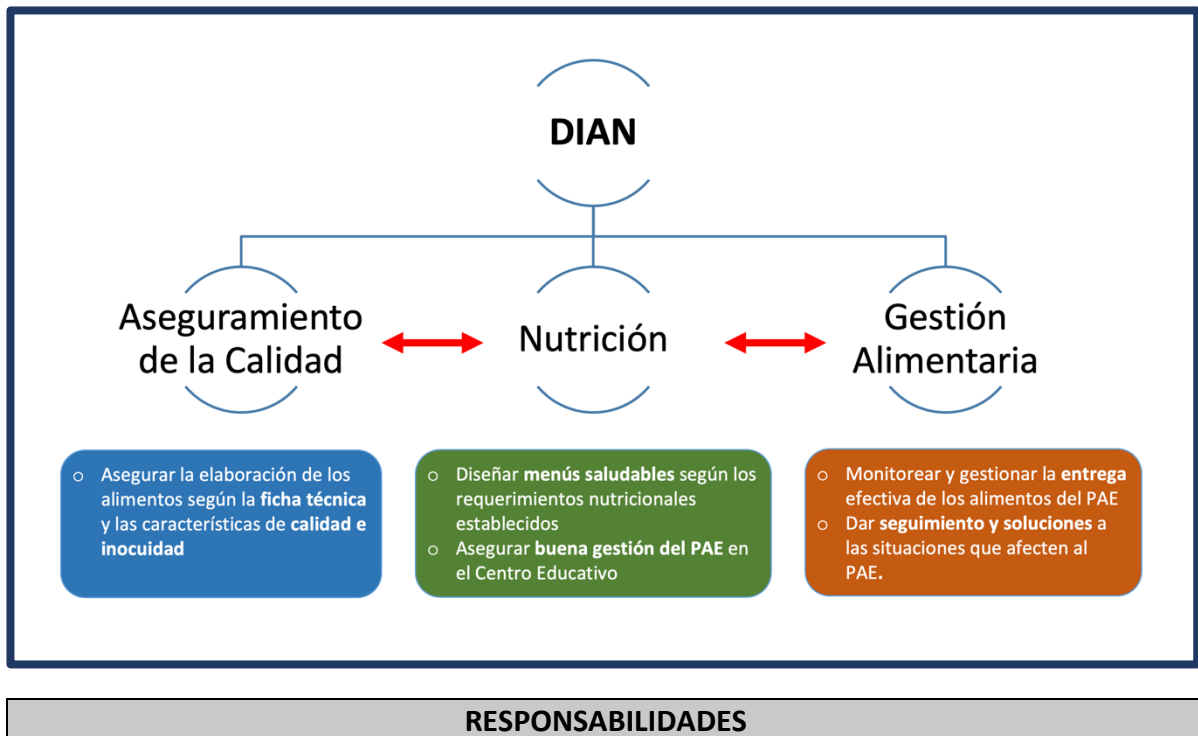 DIAN
Aseguramiento
de la Calidad
Nutrición
Gestión
Alimentaria
o Asegurar la elaboración de los
alimentos según la ficha técnica
y las características de calidad e
inocuidad
o Diseñar menús saludables según los
requerimientos nutricionales
establecidos
o Asegurar buena gestión del PAE en
el Centro Educativo
o Monitorear y gestionar la entrega
efectiva de los alimentos del PAE
o Dar seguimiento y soluciones a
las situaciones que afecten al
PAE.
RESPONSABILIDADES